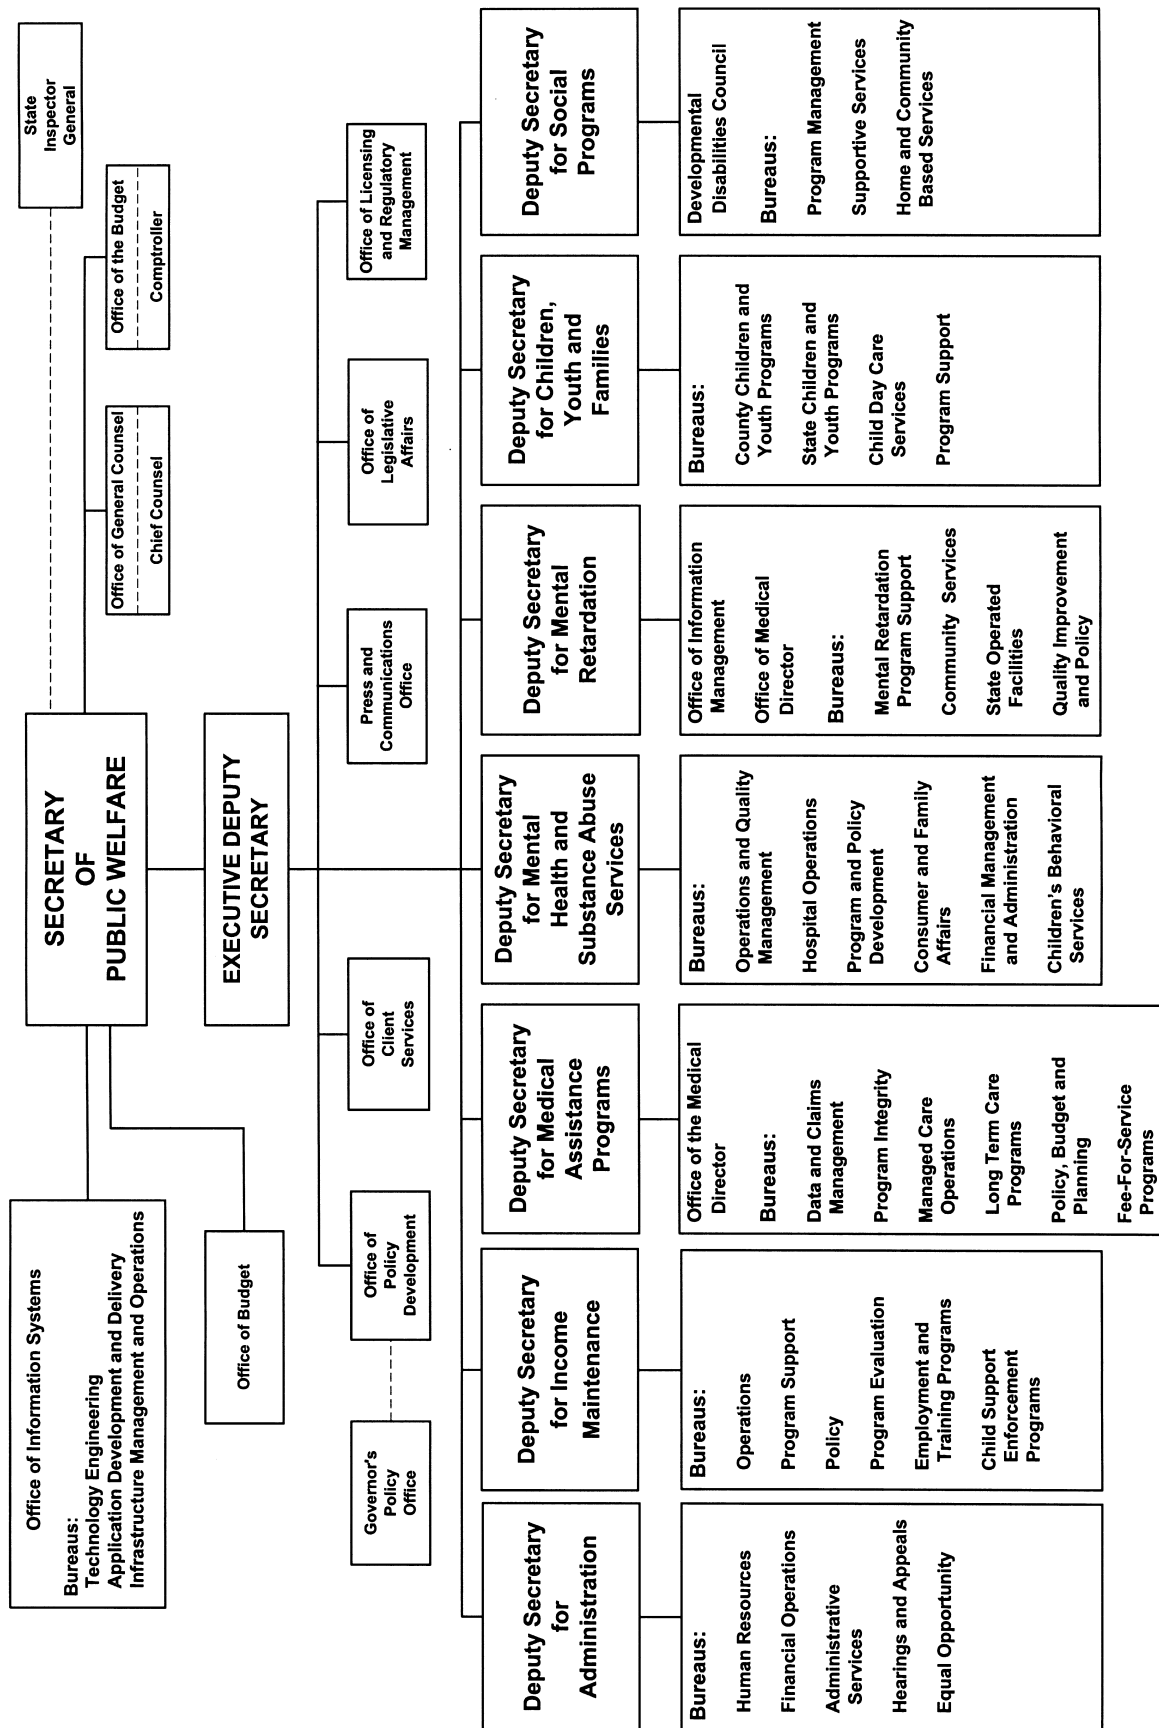 State
Inspector
General
Office of the Budget
Comptroller
Office of General Counsel
Chief Counsel
SECRETARY
OF
PUBLIC WELFARE
Office of Information Systems
Bureaus:
Technology Engineering
Application Development and Delivery
Infrastructure Management and Operations
EXECUTIVE DEPUTY
SECRETARY
Office of Budget
Governor's
Policy
Office
Office of
Policy
Development
Office of
Client
Services
Press and
Communications
Office
Office of
Legislative
Affairs
Office of Licensing
and Regulatory
Management
Deputy Secretary
for
Administration
Bureaus:
Human Resources
Financial Operations
Administrative
Services
Hearings and Appeals
Equal Opportunity
Deputy Secretary
for Income
Maintenance
Bureaus:
Operations
Program Support
Policy
Program Evaluation
Employment and
Training Programs
Child Support
Enforcement
Programs
Deputy Secretary
for Medical
Assistance
Programs
Office of the Medical
Director
Bureaus:
Data and Claims
Management
Program Integrity
Managed Care
Operations
Long Term Care
Programs
Policy, Budget and
Planning
Fee-For-Service
Programs
Deputy Secretary
for Mental
Health and
Substance Abuse
Services
Bureaus:
Operations and Quality
Management
Hospital Operations
Program and Policy
Development
Consumer and Family
Affairs
Financial Management
and Administration
Children's Behavioral
Services
Deputy Secretary
for Mental
Retardation
Office of Information
Management
Office of Medical
Director
Bureaus:
Mental Retardation
Program Support
Community Services
State Operated
Facilities
Quality Improvement
and Policy
Deputy Secretary
for Children,
Youth and
Families
Bureaus:
County Children and
Youth Programs
State Children and
Youth Programs
Child Day Care
Services
Program Support
Deputy Secretary
for Social
Programs
Developmental
Disabilities Council
Bureaus:
Program Management
Supportive Services
Home and Community
Based Services